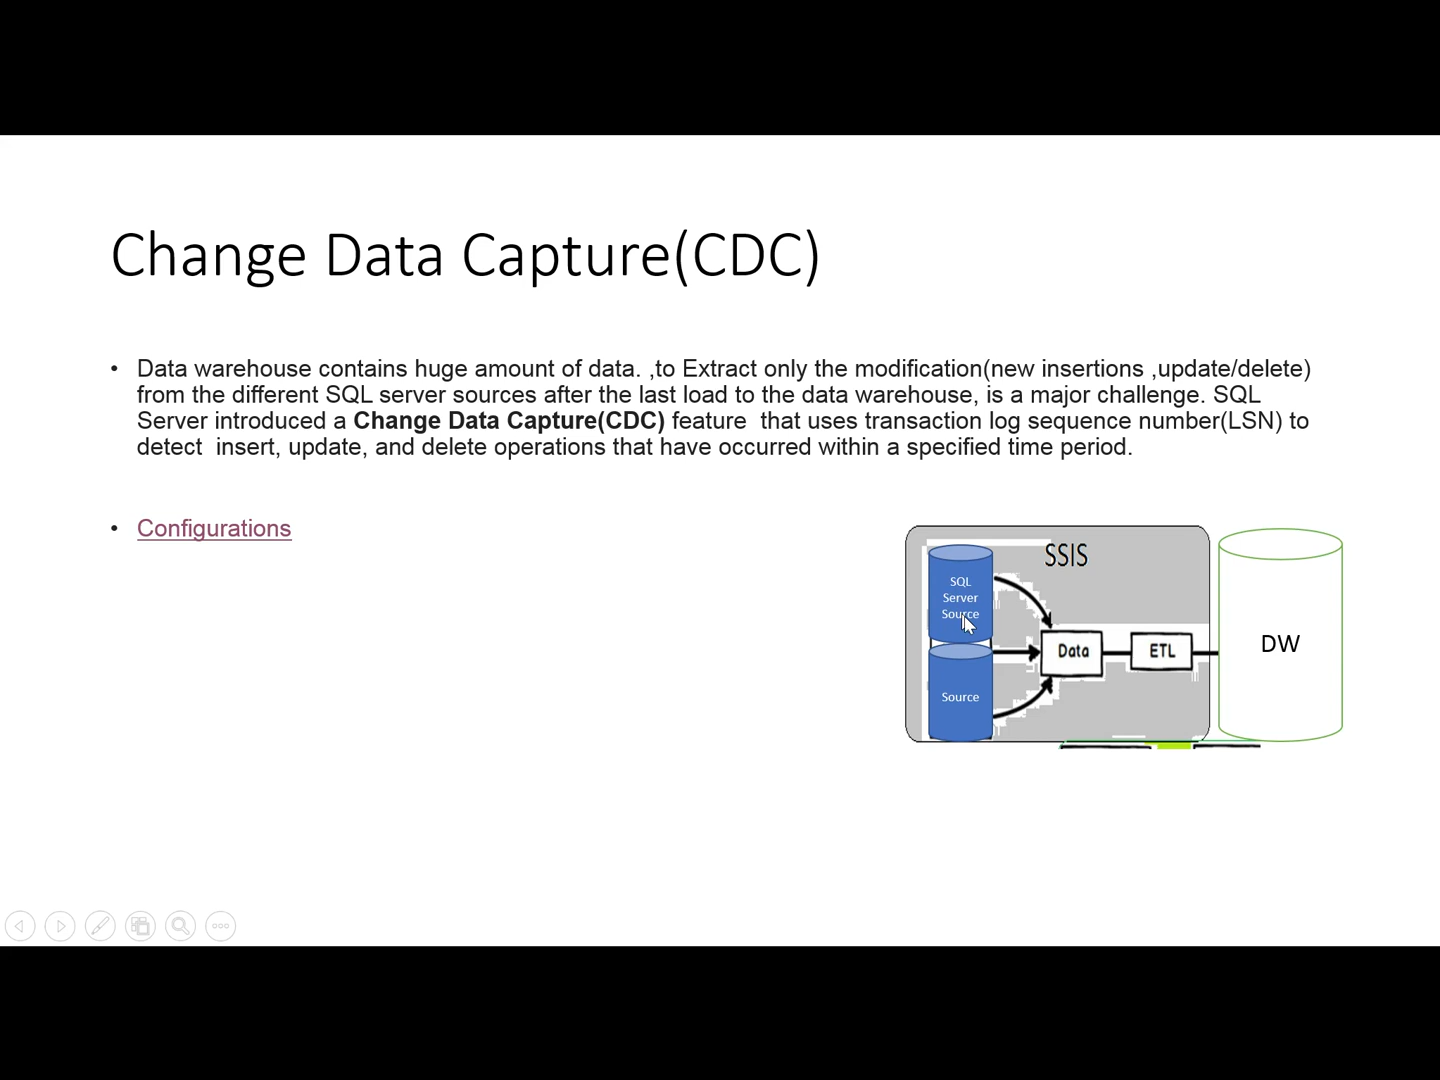 Change Data Capture(CDC)
• Data warehouse contains huge amount of data. ,to Extract only the modification(new insertions ,update/delete)
from the different SQL server sources after the last load to the data warehouse, is a major challenge. SQL
Server introduced a Change Data Capture(CDC) feature  that uses transaction log sequence number(LSN) to
detect  insert, update, and delete operations that have occurred within a specified time period.
• Configurations
SSIS
SQL
Server
Source
Data
ETL
DW
Source